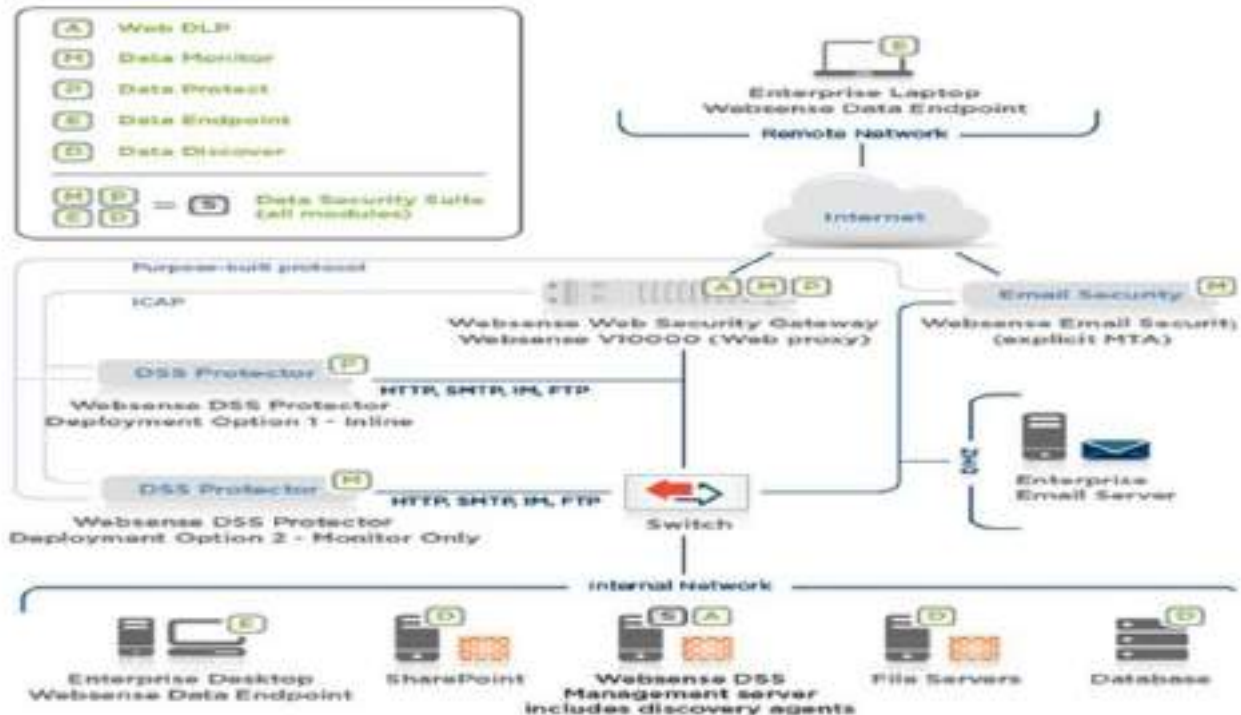 A Web DLP
M Data Monitor
P Data Protect
E Data Endpoint
D Data Discover
M P
E D = S Data Security Suite
(all modules)
E
Enterprise Laptop
Websense Data Endpoint
Remote Network
Internet
Purpose-built protocol
ICAP
A M P
Websense Web Security Gateway
Websense V10000 (Web proxy)
Email Security M
Websense Email Security
(explicit MTA)
DSS Protector P
HTTP, SMTP, IM, FTP
Websense DSS Protector
Deployment Option 1 - Inline
DSS Protector M
HTTP, SMTP, IM, FTP
Websense DSS Protector
Deployment Option 2 - Monitor Only
Switch
Enterprise
Email Server
Internal Network
E
Enterprise Desktop
Websense Data Endpoint
D
SharePoint
S A
Websense DSS
Management server
includes discovery agents
D
File Servers
D
Database